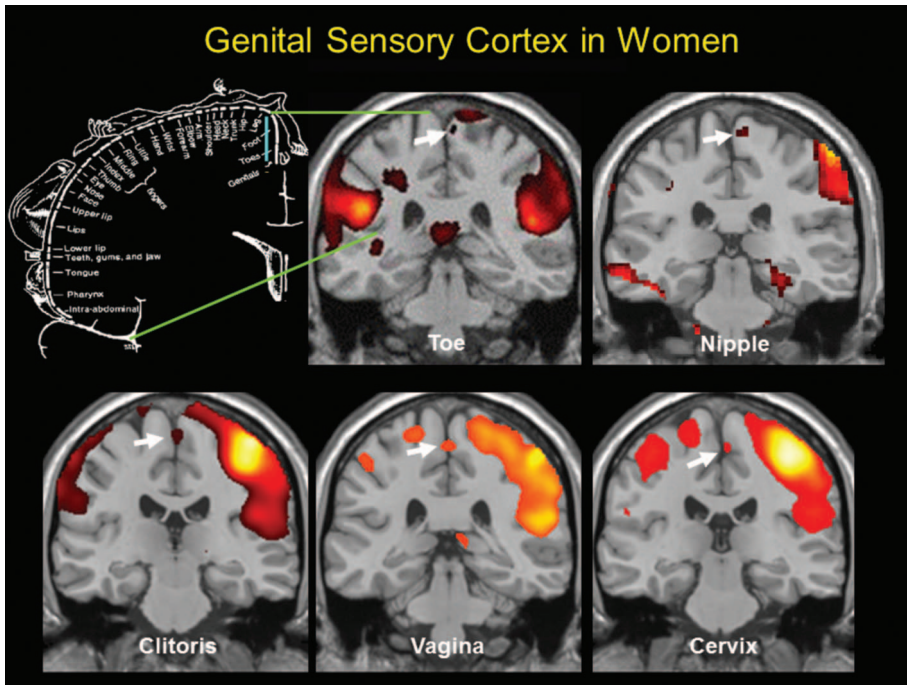 Genital Sensory Cortex in Women
Leg
Hip
Trunk
Neck
Head
Shoulder
Arm
Elbow
Forearm
Wrist
Hand
Little
Ring
Middle
Index
Thumb
Fingers
Eye
Nose
Face
Upper lip
Lips
Lower lip
Teeth, gums, and jaw
Tongue
Pharynx
Intra-abdominal
Foot
Toes
Genitals
Toe
Nipple
Clitoris
Vagina
Cervix